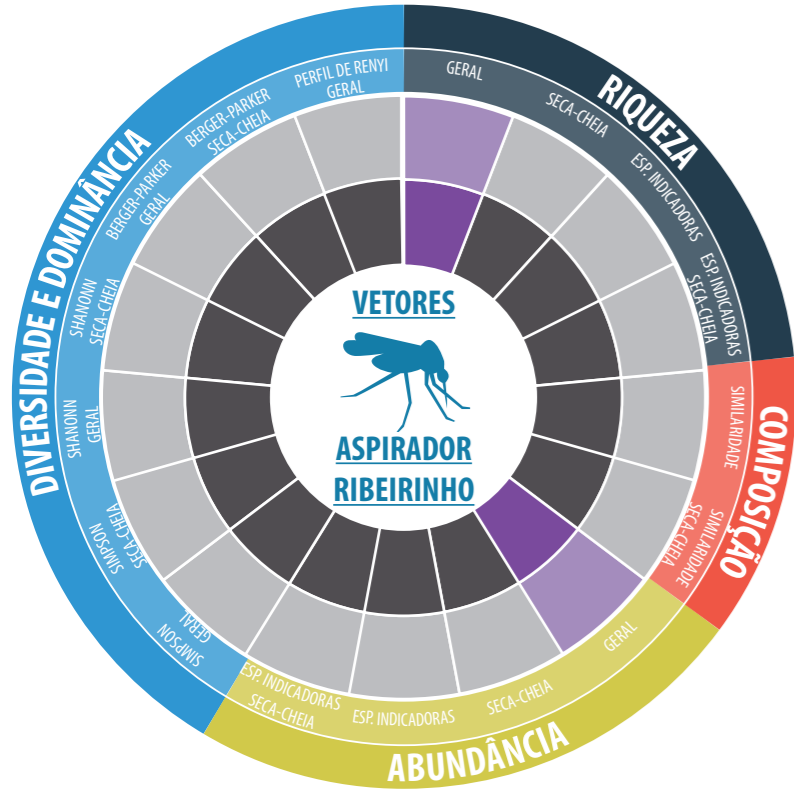 RIQUEZA
GERAL
SECA-CHEIA
ESP. INDICADORAS
ESP. INDICADORAS
SECA-CHEIA
COMPOSIÇÃO
SIMILARIDADE
SIMILARIDADE
SECA-CHEIA
ABUNDÂNCIA
GERAL
SECA-CHEIA
ESP. INDICADORAS
ESP. INDICADORAS
SECA-CHEIA
DIVERSIDADE E DOMINÂNCIA
SIMPSON
GERAL
SIMPSON
SECA-CHEIA
SHANONN
GERAL
SHANONN
SECA-CHEIA
BERGER-PARKER
GERAL
BERGER-PARKER
SECA-CHEIA
PERFIL DE RENYI
GERAL
VETORES
ASPIRADOR
RIBEIRINHO